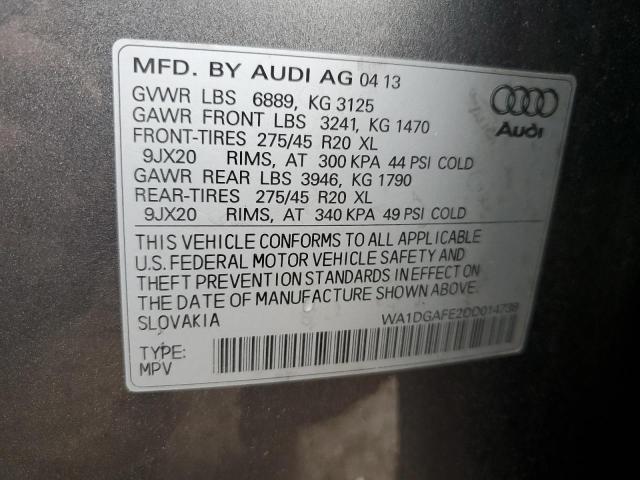 MFD. BY AUDI AG 04 13
GVWR LBS 6889, KG 3125
GAWR FRONT LBS 3241, KG 1470
FRONT-TIRES 275/45 R20 XL
9JX20 RIMS, AT 300 KPA 44 PSI COLD
GAWR REAR LBS 3946, KG 1790
REAR-TIRES 275/45 R20 XL
9JX20 RIMS, AT 340 KPA 49 PSI COLD
Audi
THIS VEHICLE CONFORMS TO ALL APPLICABLE
U.S. FEDERAL MOTOR VEHICLE SAFETY AND
THEFT PREVENTION STANDARDS IN EFFECT ON
THE DATE OF MANUFACTURE SHOWN ABOVE.
SLOVAKIA
WA1DGAFE2DD014738
TYPE:
MPV